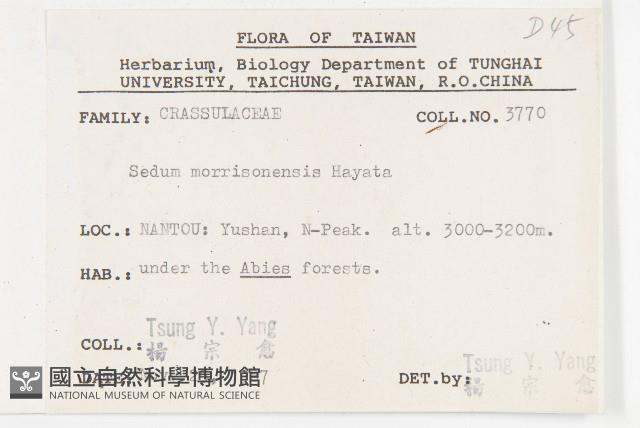 D45
FLORA OF TAIWAN
Herbarium, Biology Department of TUNGHAI
UNIVERSITY, TAICHUNG, TAIWAN, R.O.CHINA
FAMILY: CRASSULACEAE COLL.NO. 3770
Sedum morrisonensis Hayata
LOC.: NANTOU: Yushan, N-Peak. alt. 3000-3200m.
HAB.: under the Abies forests.
COLL.: Tsung Y. Yang
楊 宗 愈
國立自然科學博物館
NATIONAL MUSEUM OF NATURAL SCIENCE
DET.by: Tsung Y. Yang
楊 宗 愈